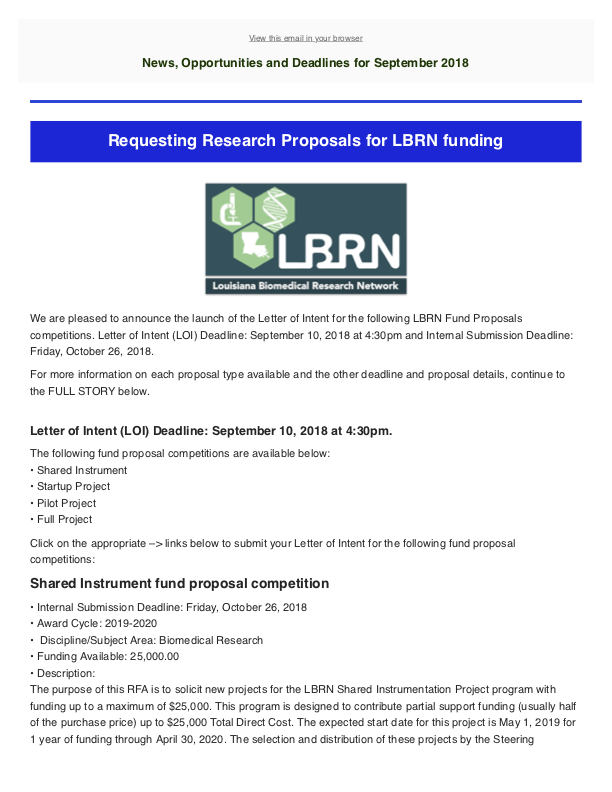 View this email in your browser
News, Opportunities and Deadlines for September 2018
Requesting Research Proposals for LBRN funding
LBRN
Louisiana Biomedical Research Network
We are pleased to announce the launch of the Letter of Intent for the following LBRN Fund Proposals
competitions. Letter of Intent (LOI) Deadline: September 10, 2018 at 4:30pm and Internal Submission Deadline:
Friday, October 26, 2018.
For more information on each proposal type available and the other deadline and proposal details, continue to
the FULL STORY below.
Letter of Intent (LOI) Deadline: September 10, 2018 at 4:30pm.
The following fund proposal competitions are available below:
• Shared Instrument
• Startup Project
• Pilot Project
• Full Project
Click on the appropriate –> links below to submit your Letter of Intent for the following fund proposal
competitions:
Shared Instrument fund proposal competition
• Internal Submission Deadline: Friday, October 26, 2018
• Award Cycle: 2019-2020
• Discipline/Subject Area: Biomedical Research
• Funding Available: 25,000.00
• Description:
The purpose of this RFA is to solicit new projects for the LBRN Shared Instrumentation Project program with
funding up to a maximum of $25,000. This program is designed to contribute partial support funding (usually half
of the purchase price) up to $25,000 Total Direct Cost. The expected start date for this project is May 1, 2019 for
1 year of funding through April 30, 2020. The selection and distribution of these projects by the Steering